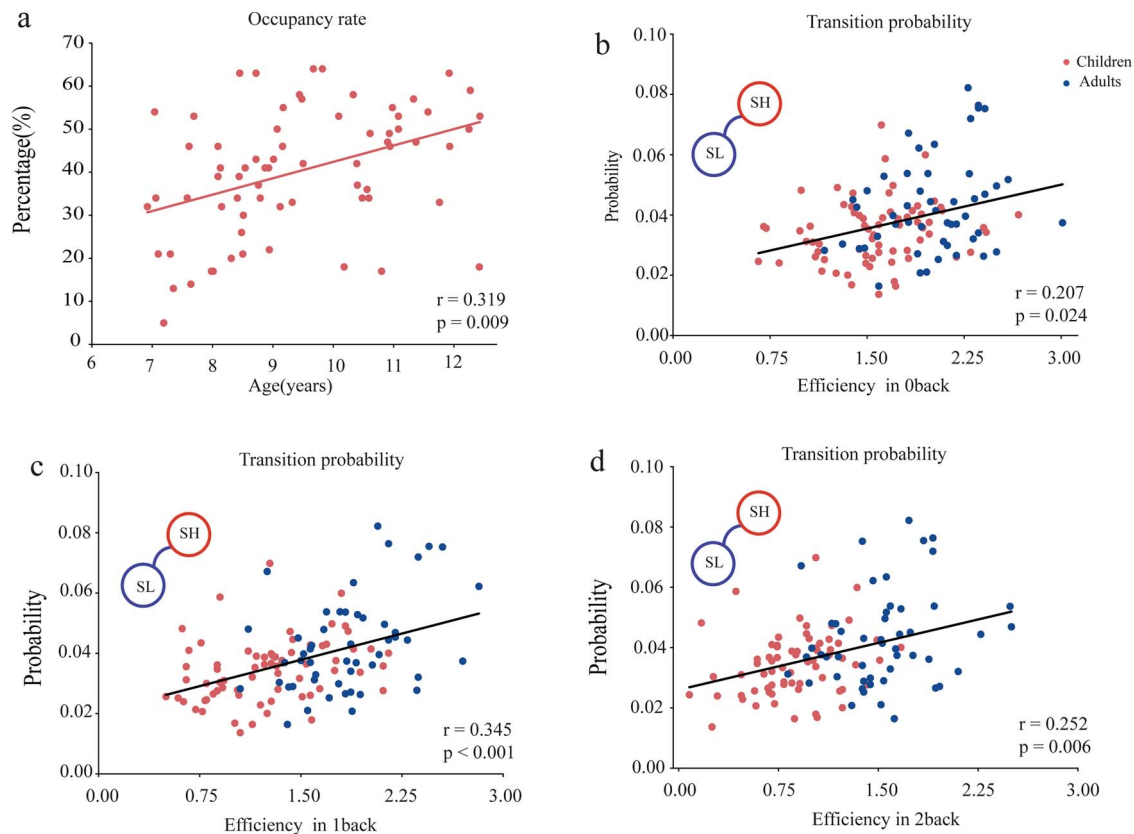 a
Occupancy rate
Percentage(%)
70
60
50
40
30
20
10
0
6 7 8 9 10 11 12
Age(years)
r = 0.319
p = 0.009
b
Transition probability
Probability
0.10
0.08
0.06
0.04
0.02
0.00
0.00 0.75 1.50 2.25 3.00
Efficiency in 0back
SH
SL
Children
Adults
r = 0.207
p = 0.024
c
Transition probability
Probability
0.10
0.08
0.06
0.04
0.02
0.00
0.00 0.75 1.50 2.25 3.00
Efficiency in 1back
SH
SL
r = 0.345
p < 0.001
d
Transition probability
Probability
0.10
0.08
0.06
0.04
0.02
0.00
0.00 0.75 1.50 2.25 3.00
Efficiency in 2back
SH
SL
r = 0.252
p = 0.006